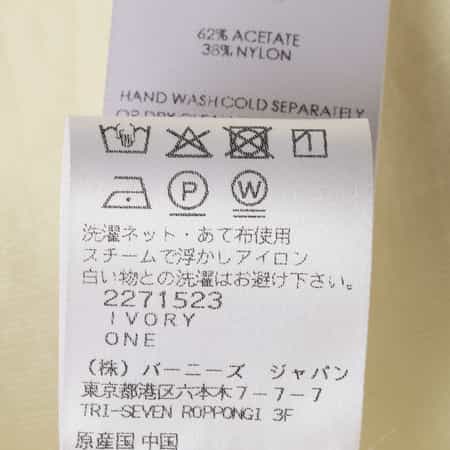 62% ACETATE
38% NYLON
HAND WASH COLD SEPARATELY
OR DRY CLEAN
P W
洗濯ネット・あて布使用
スチームで浮かしアイロン
白い物との洗濯はお避け下さい。
2271523
IVORY
ONE
(株)バーニーズ ジャパン
東京都港区六本木7-7-7
TRI-SEVEN ROPPONGI 3F
原産国 中国